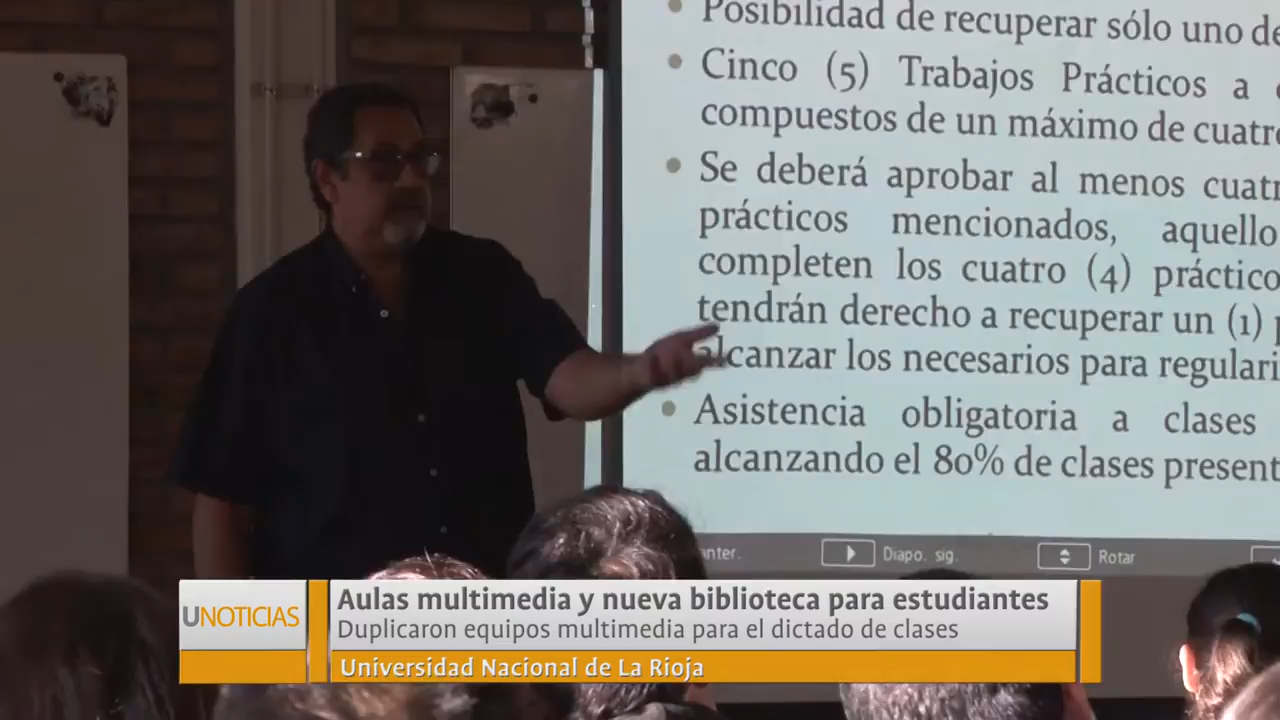 Posibilidad de recuperar sólo uno de
• Cinco (5) Trabajos Prácticos a
compuestos de un máximo de cuatro
• Se deberá aprobar al menos cuatr
prácticos mencionados, aquello
completen los cuatro (4) práctico
tendrán derecho a recuperar un (1)
alcanzar los necesarios para regulari
• Asistencia obligatoria a clases
alcanzando el 80% de clases present
nter. Diapo. sig. Rotar
UNOTICIAS
Aulas multimedia y nueva biblioteca para estudiantes
Duplicaron equipos multimedia para el dictado de clases
Universidad Nacional de La Rioja